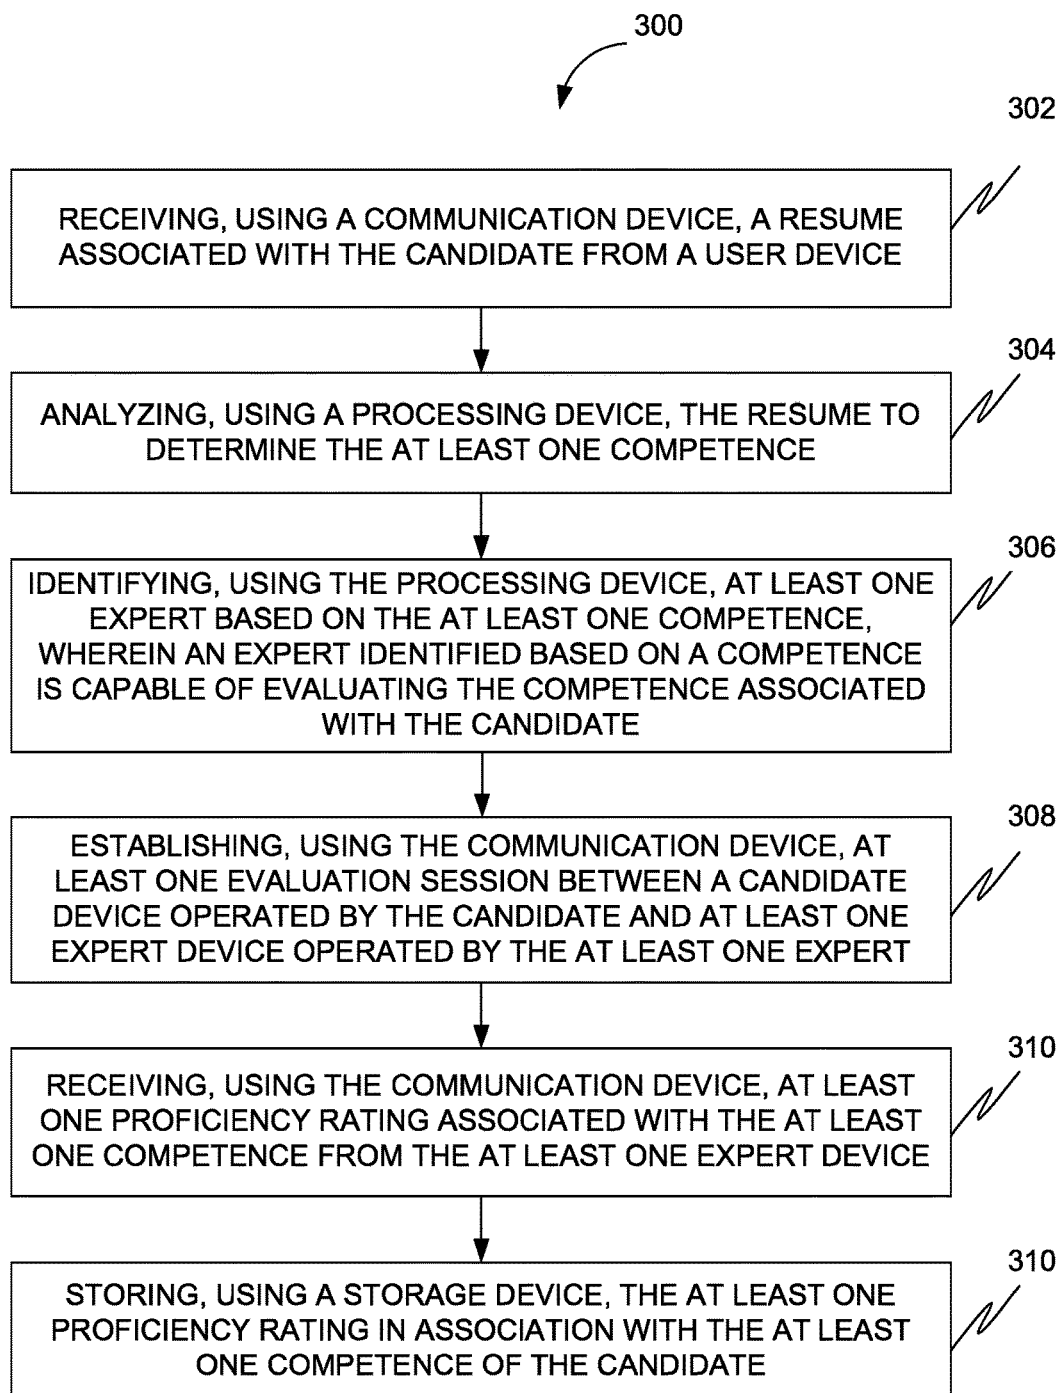 300
302
RECEIVING, USING A COMMUNICATION DEVICE, A RESUME
ASSOCIATED WITH THE CANDIDATE FROM A USER DEVICE
304
ANALYZING, USING A PROCESSING DEVICE, THE RESUME TO
DETERMINE THE AT LEAST ONE COMPETENCE
306
IDENTIFYING, USING THE PROCESSING DEVICE, AT LEAST ONE
EXPERT BASED ON THE AT LEAST ONE COMPETENCE,
WHEREIN AN EXPERT IDENTIFIED BASED ON A COMPETENCE
IS CAPABLE OF EVALUATING THE COMPETENCE ASSOCIATED
WITH THE CANDIDATE
308
ESTABLISHING, USING THE COMMUNICATION DEVICE, AT
LEAST ONE EVALUATION SESSION BETWEEN A CANDIDATE
DEVICE OPERATED BY THE CANDIDATE AND AT LEAST ONE
EXPERT DEVICE OPERATED BY THE AT LEAST ONE EXPERT
310
RECEIVING, USING THE COMMUNICATION DEVICE, AT LEAST
ONE PROFICIENCY RATING ASSOCIATED WITH THE AT LEAST
ONE COMPETENCE FROM THE AT LEAST ONE EXPERT DEVICE
310
STORING, USING A STORAGE DEVICE, THE AT LEAST ONE
PROFICIENCY RATING IN ASSOCIATION WITH THE AT LEAST
ONE COMPETENCE OF THE CANDIDATE